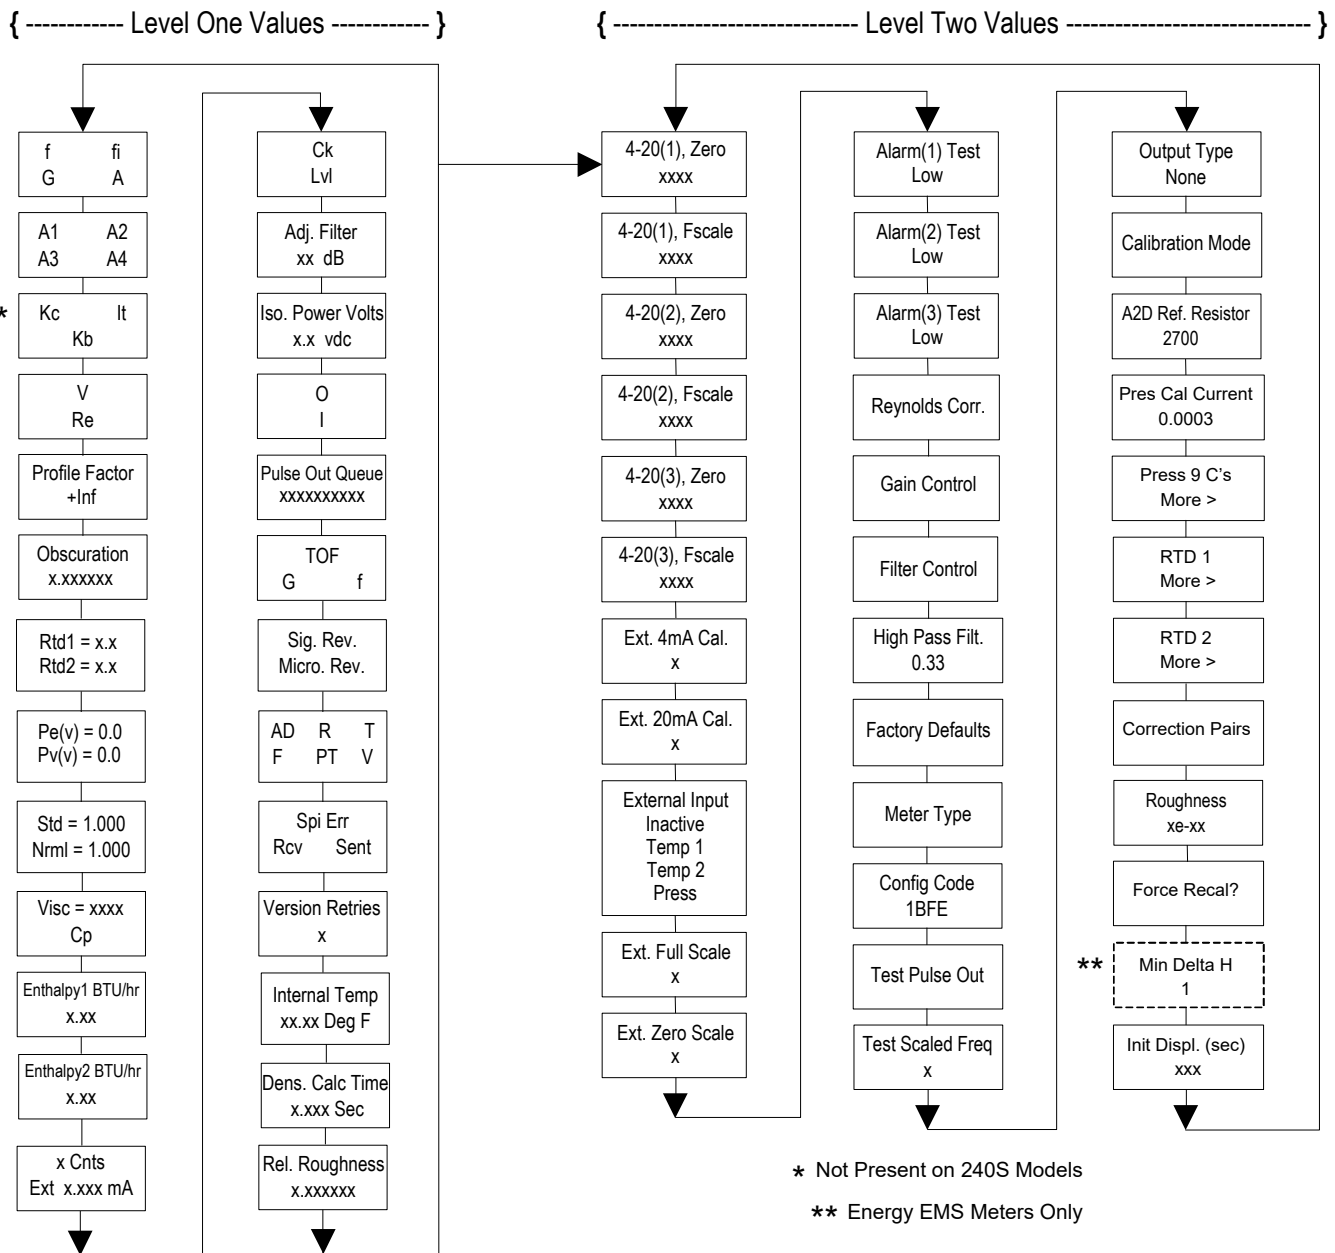 { ------------ Level One Values ------------ }
f fi
G A
A1 A2
A3 A4
* Kc It
Kb
V
Re
Profile Factor
+Inf
Obscuration
x.xxxxxx
Rtd1 = x.x
Rtd2 = x.x
Pe(v) = 0.0
Pv(v) = 0.0
Std = 1.000
Nrml = 1.000
Visc = xxxx
Cp
Enthalpy1 BTU/hr
x.xx
Enthalpy2 BTU/hr
x.xx
x Cnts
Ext x.xxx mA
Ck
Lvl
Adj. Filter
xx dB
Iso. Power Volts
x.x vdc
O
I
Pulse Out Queue
xxxxxxxxxx
TOF
G f
Sig. Rev.
Micro. Rev.
AD R T
F PT V
Spi Err
Rcv Sent
Version Retries
x
Internal Temp
xx.xx Deg F
Dens. Calc Time
x.xxx Sec
Rel. Roughness
x.xxxxxx
{ ---------------------------- Level Two Values ---------------------------- }
4-20(1), Zero
xxxx
4-20(1), Fscale
xxxx
4-20(2), Zero
xxxx
4-20(2), Fscale
xxxx
4-20(3), Zero
xxxx
4-20(3), Fscale
xxxx
Ext. 4mA Cal.
x
Ext. 20mA Cal.
x
External Input
Inactive
Temp 1
Temp 2
Press
Ext. Full Scale
x
Ext. Zero Scale
x
Alarm(1) Test
Low
Alarm(2) Test
Low
Alarm(3) Test
Low
Reynolds Corr.
Gain Control
Filter Control
High Pass Filt.
0.33
Factory Defaults
Meter Type
Config Code
1BFE
Test Pulse Out
Test Scaled Freq
x
Output Type
None
Calibration Mode
A2D Ref. Resistor
2700
Pres Cal Current
0.0003
Press 9 C's
More >
RTD 1
More >
RTD 2
More >
Correction Pairs
Roughness
xe-xx
Force Recal?
** Min Delta H
1
Init Displ. (sec)
xxx
* Not Present on 240S Models
** Energy EMS Meters Only